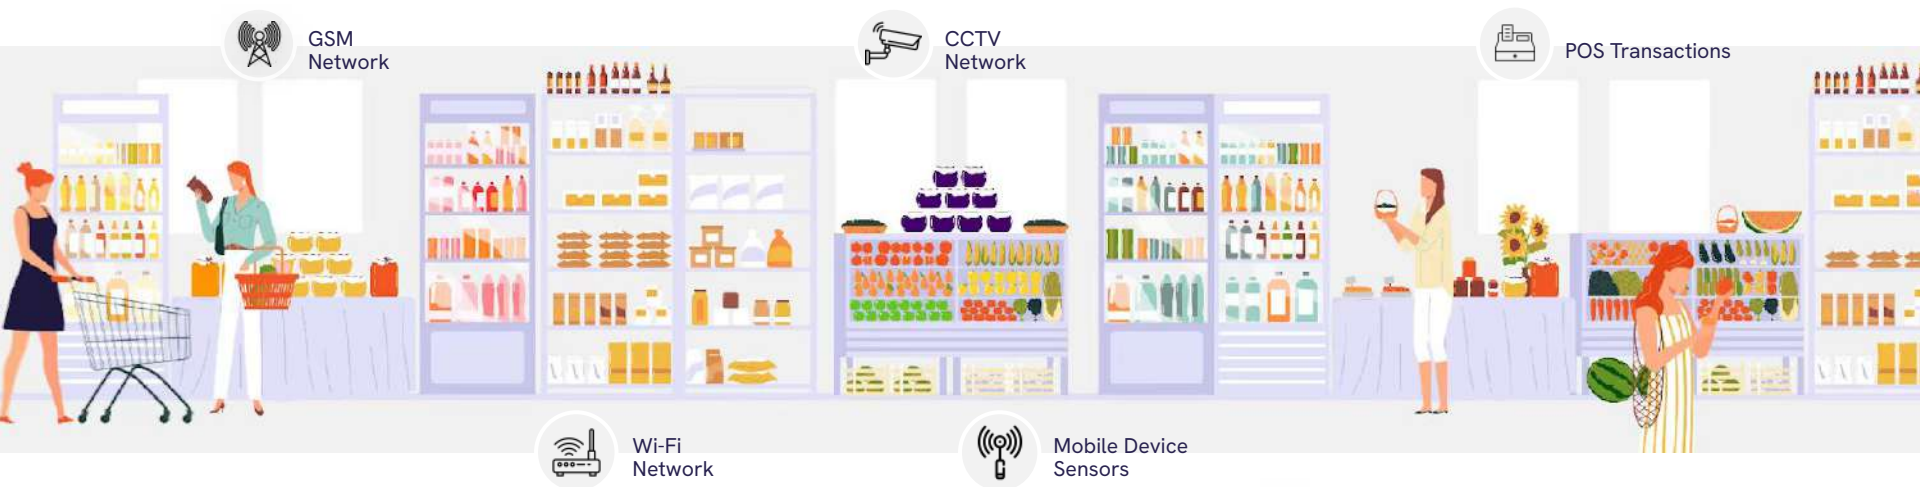 GSM
Network
CCTV
Network
POS Transactions
Wi-Fi
Network
Mobile Device
Sensors